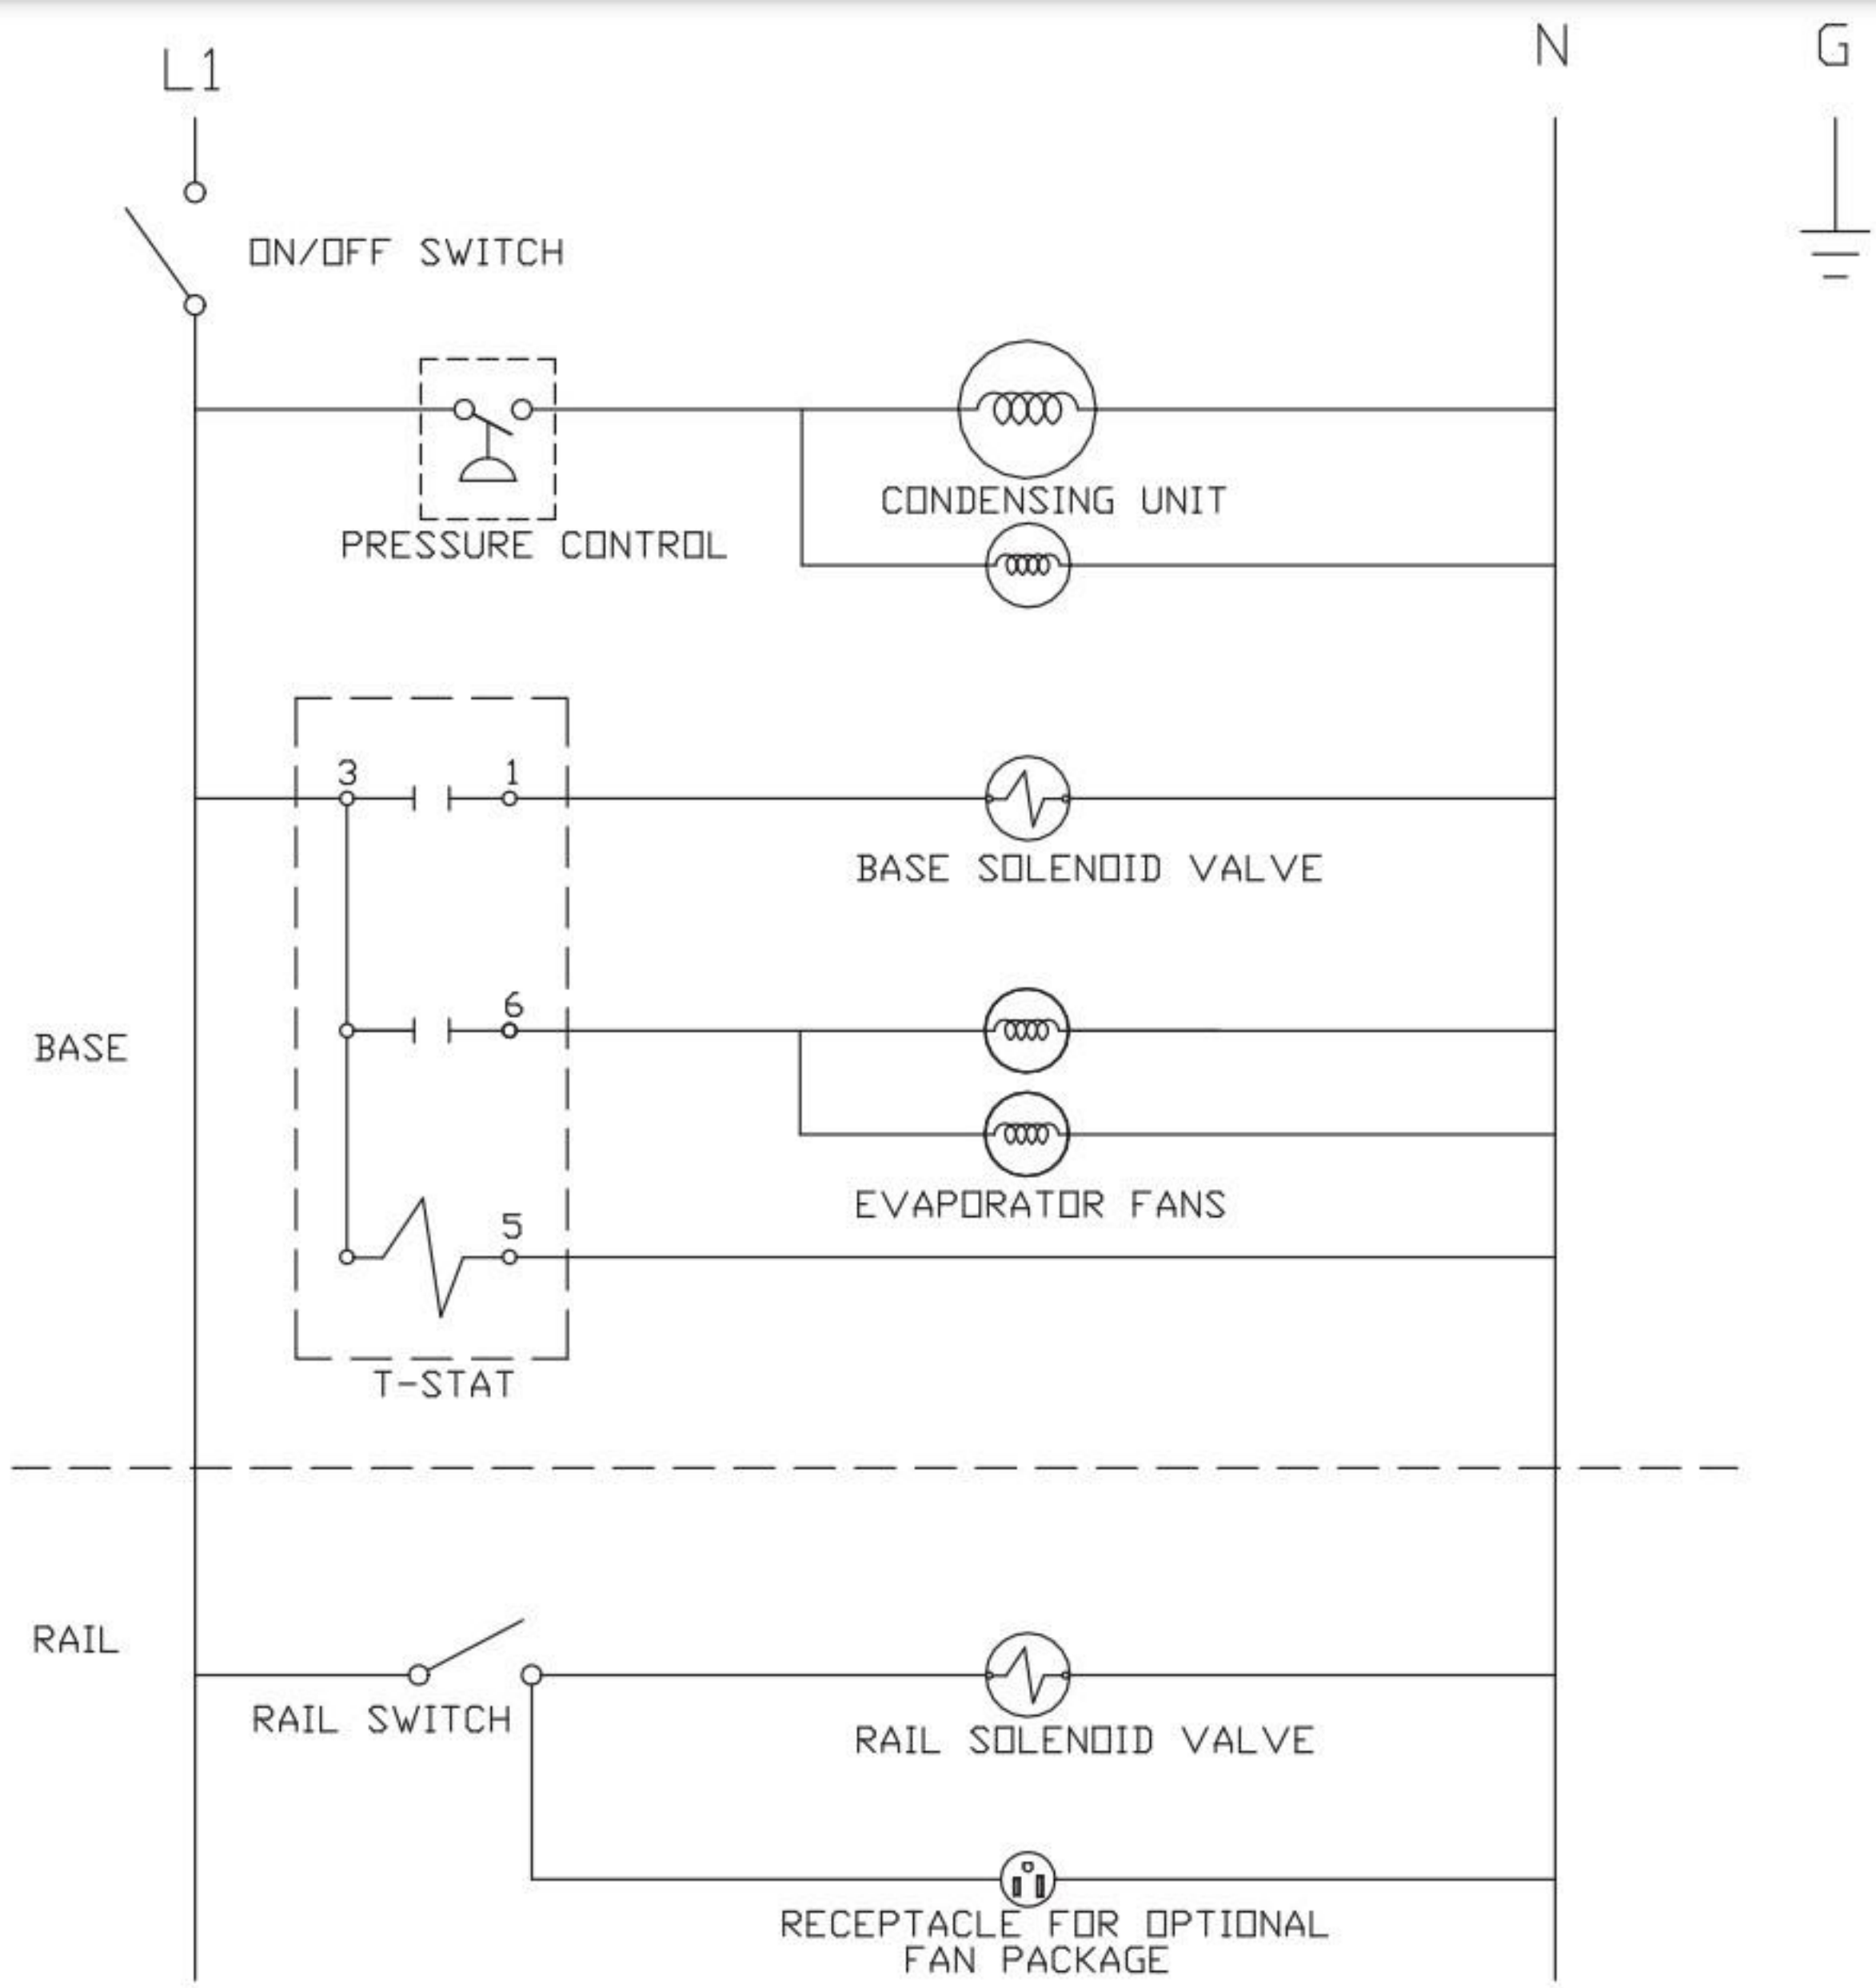 L1
N
G
ON/OFF SWITCH
CONDENSING UNIT
PRESSURE CONTROL
3
1
BASE SOLENOID VALVE
6
BASE
EVAPORATOR FANS
5
T-STAT
RAIL
RAIL SWITCH
RAIL SOLENOID VALVE
RECEPTACLE FOR OPTIONAL
FAN PACKAGE